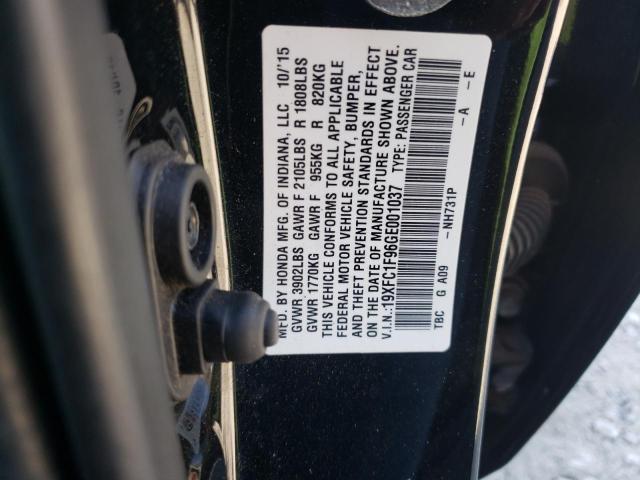 MFD. BY HONDA MFG. OF INDIANA, LLC 10/'15
GVWR 3902LBS GAWR F 2105LBS R 1808LBS
GVWR 1770KG GAWR F 955KG R 820KG
THIS VEHICLE CONFORMS TO ALL APPLICABLE
FEDERAL MOTOR VEHICLE SAFETY, BUMPER,
AND THEFT PREVENTION STANDARDS IN EFFECT
ON THE DATE OF MANUFACTURE SHOWN ABOVE.
V.I.N.:19XFC1F96GE001037 TYPE: PASSENGER CAR
TBC G A09 -NH731P -A -E